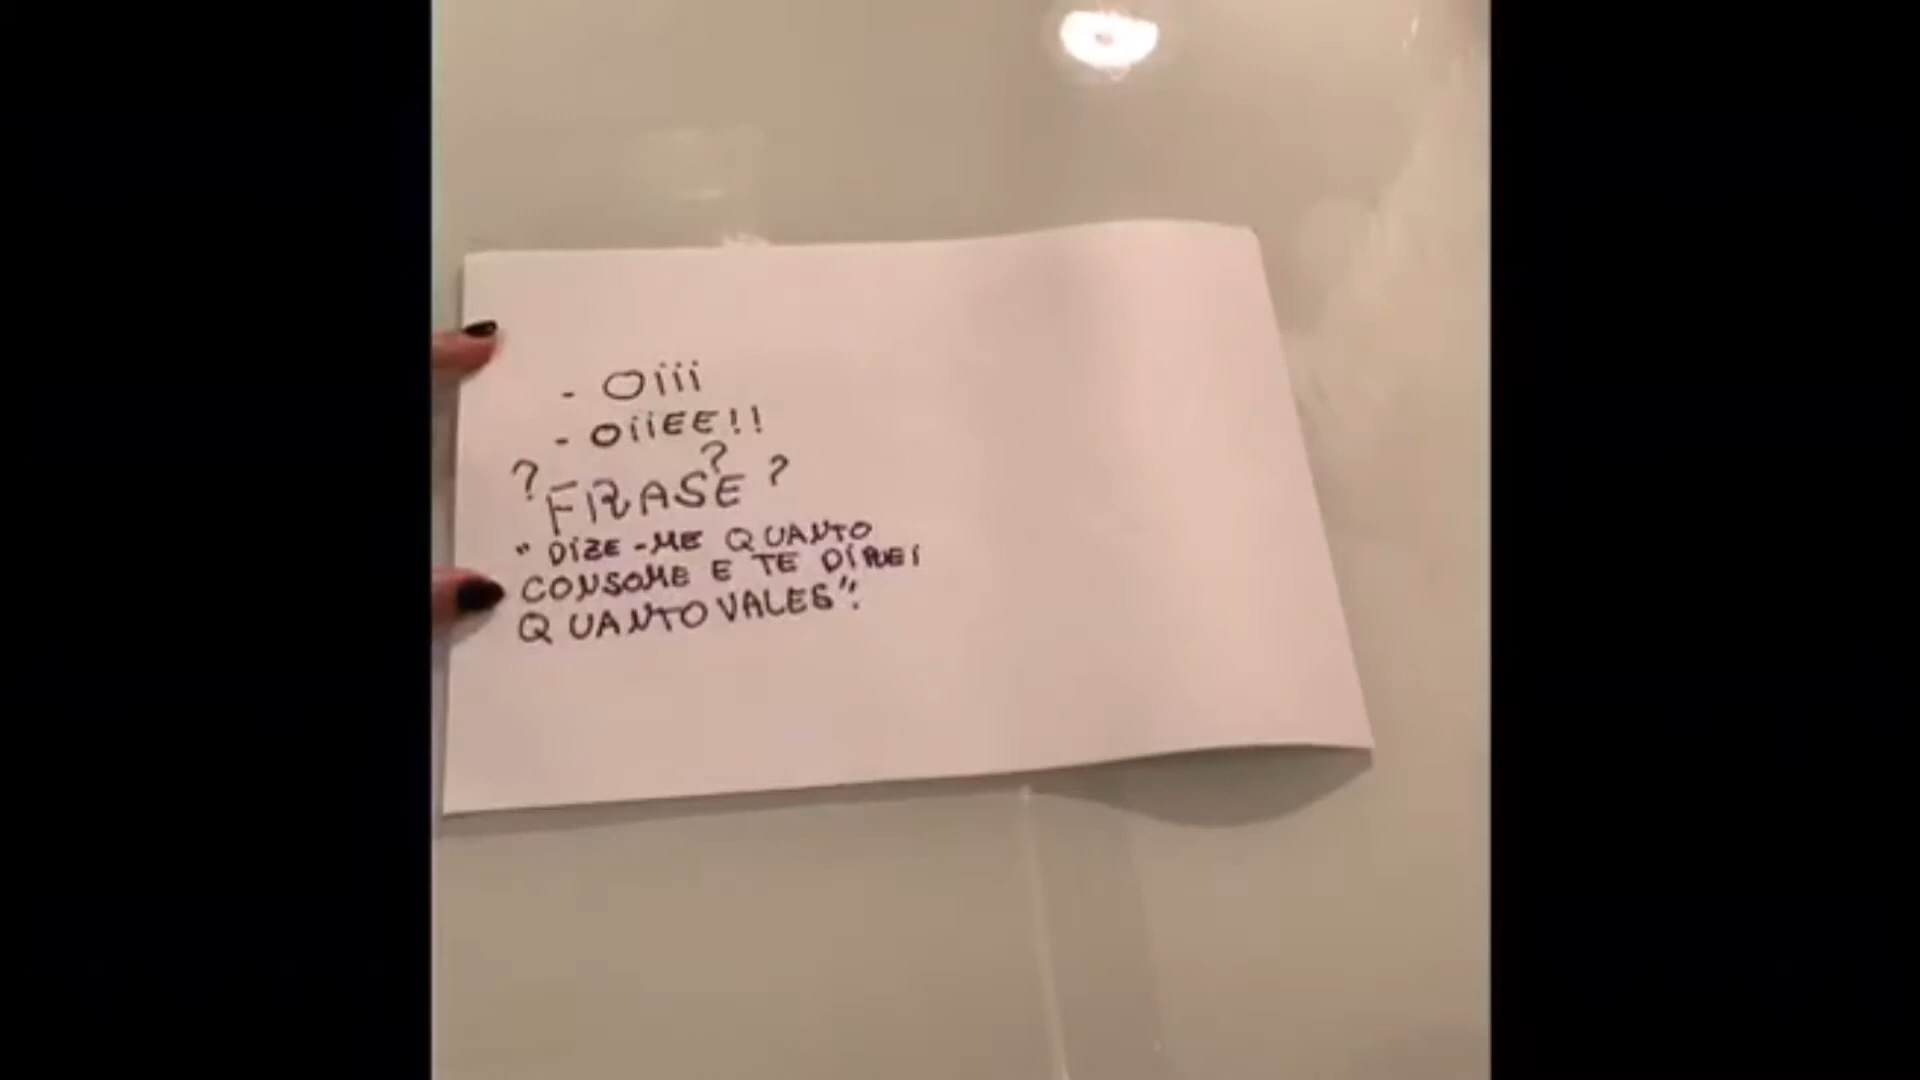 - Oiii
- OiiEE!!
? FRASE ? ?
" DIZE-ME QUANTO
CONSOME E TE DIREI
QUANTO VALES".